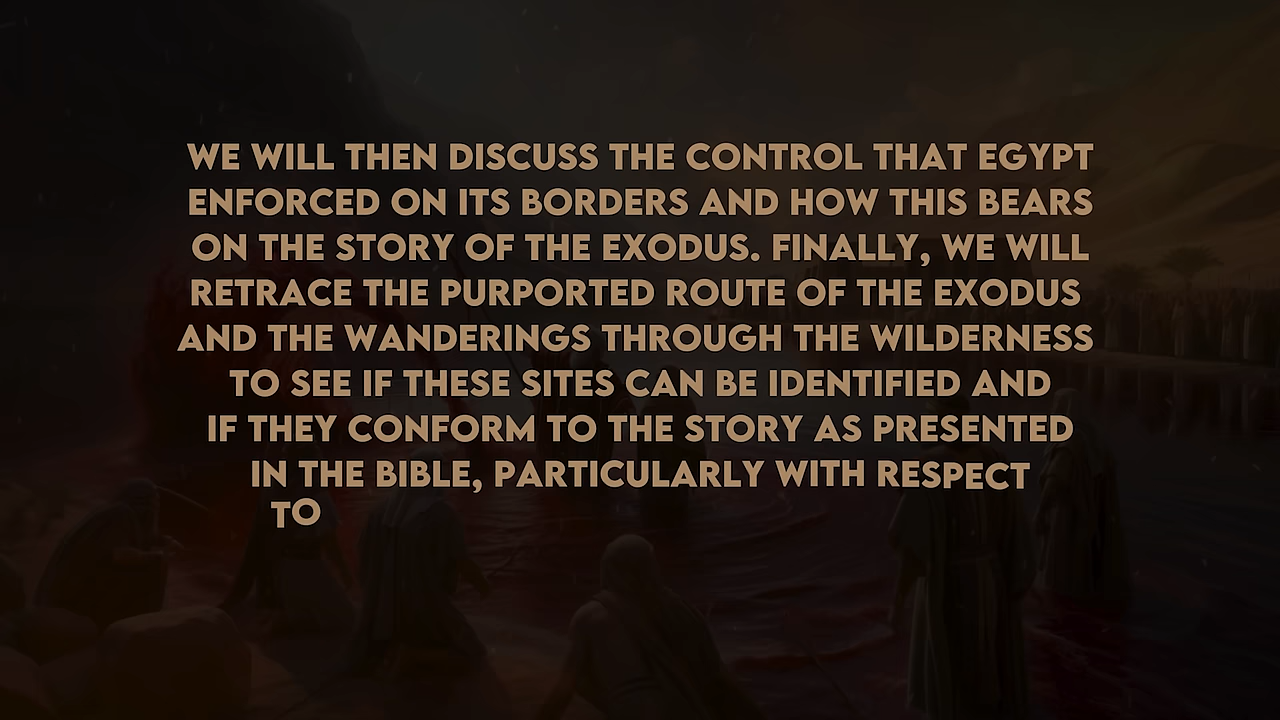 WE WILL THEN DISCUSS THE CONTROL THAT EGYPT
ENFORCED ON ITS BORDERS AND HOW THIS BEARS
ON THE STORY OF THE EXODUS. FINALLY, WE WILL
RETRACE THE PURPORTED ROUTE OF THE EXODUS
AND THE WANDERINGS THROUGH THE WILDERNESS
TO SEE IF THESE SITES CAN BE IDENTIFIED AND
IF THEY CONFORM TO THE STORY AS PRESENTED
IN THE BIBLE, PARTICULARLY WITH RESPECT
TO